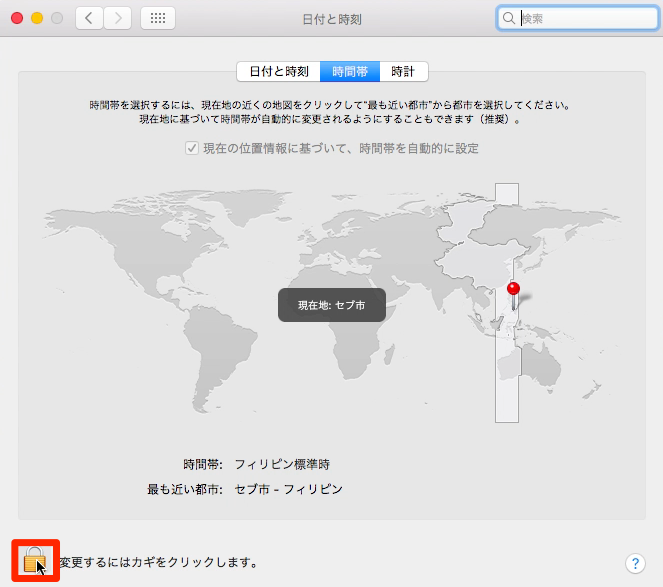 日付と時刻
検索
日付と時刻 時間帯 時計
時間帯を選択するには、現在地の近くの地図をクリックして"最も近い都市"から都市を選択してください。
現在地に基づいて時間帯が自動的に変更されるようにすることもできます（推奨）。
現在の位置情報に基づいて、時間帯を自動的に設定
現在地: セブ市
時間帯: フィリピン標準時
最も近い都市: セブ市 - フィリピン
変更するにはカギをクリックします。
?